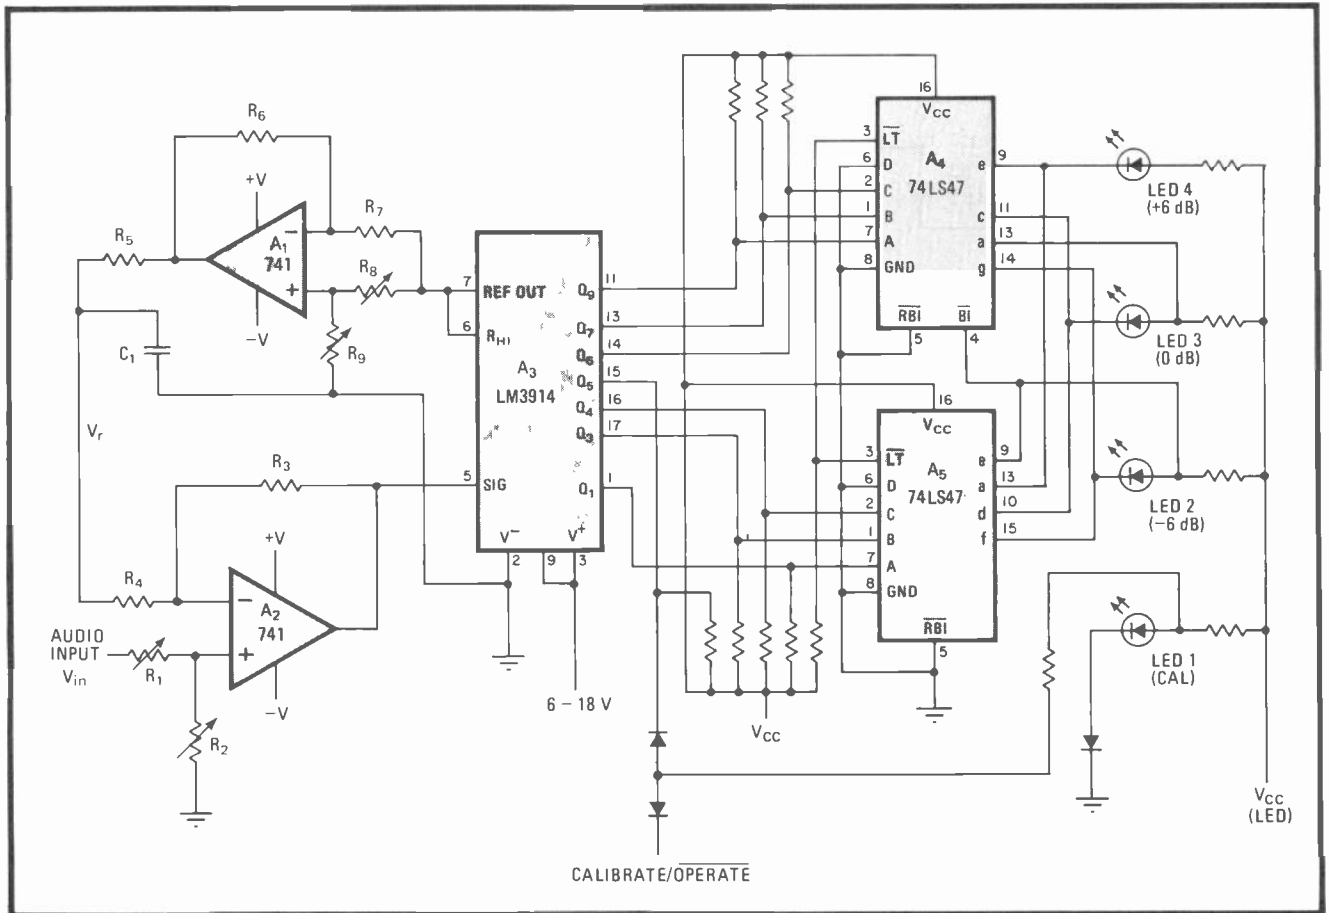 R6
+V
R5
A1
741
−
+
−V
R7
R8
R9
C1
Vr
R3
R4
+V
−
A2
741
+
−V
AUDIO
INPUT
Vin
R1
R2
7 REF OUT
6 RHI
A3
LM3914
5 SIG
V− V+
2 9 3
6 – 18 V
Q9 11
Q7 13
Q6 14
Q5 15
Q4 16
Q3 17
Q1 1
16
VCC
3 LT
A4
74LS47
6 D
2 C
1 B
7 A
8 GND
RBI BI
5 4
e 9
c 11
a 13
g 14
16
VCC
3 LT
A5
74LS47
6 D
2 C
1 B
7 A
8 GND
RBI
5
e 9
a 13
d 10
f 15
LED 4
(+6 dB)
LED 3
(0 dB)
LED 2
(−6 dB)
LED 1
(CAL)
VCC
VCC
(LED)
CALIBRATE/OPERATE